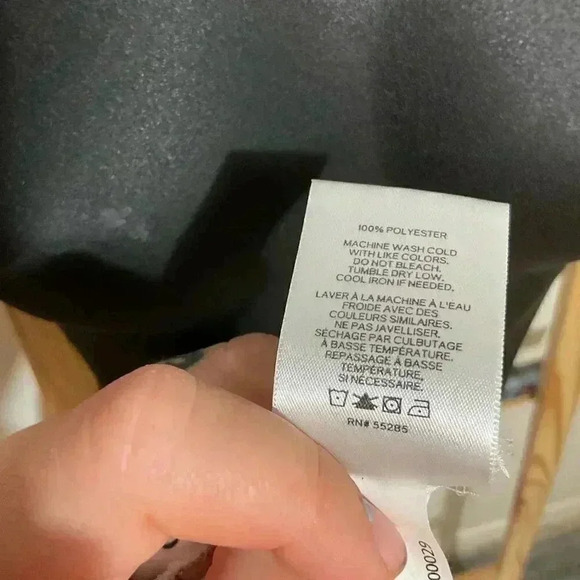 100% POLYESTER
MACHINE WASH COLD
WITH LIKE COLORS.
DO NOT BLEACH.
TUMBLE DRY LOW.
COOL IRON IF NEEDED.
LAVER À LA MACHINE À L'EAU
FROIDE AVEC DES
COULEURS SIMILAIRES.
NE PAS JAVELLISER.
SÉCHAGE PAR CULBUTAGE
À BASSE TEMPÉRATURE.
REPASSAGE À BASSE
TEMPÉRATURE,
SI NÉCESSAIRE.
RN# 55285
00029